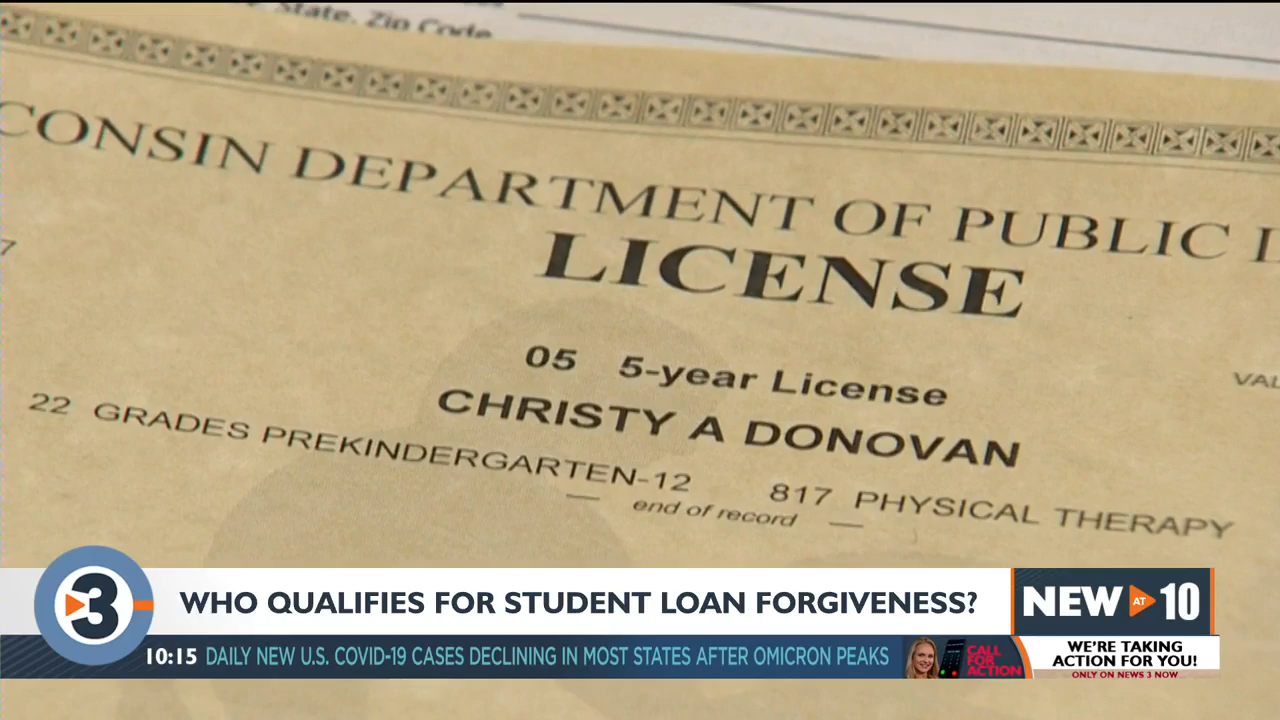 State, Zip Code
CONSIN DEPARTMENT OF PUBLIC
LICENSE
05 5-year License
CHRISTY A DONOVAN
22 GRADES PREKINDERGARTEN-12 817 PHYSICAL THERAPY
end of record
3
WHO QUALIFIES FOR STUDENT LOAN FORGIVENESS?
NEW AT 10
10:15 DAILY NEW U.S. COVID-19 CASES DECLINING IN MOST STATES AFTER OMICRON PEAKS
CALL FOR ACTION
WE'RE TAKING
ACTION FOR YOU!
ONLY ON NEWS 3 NOW